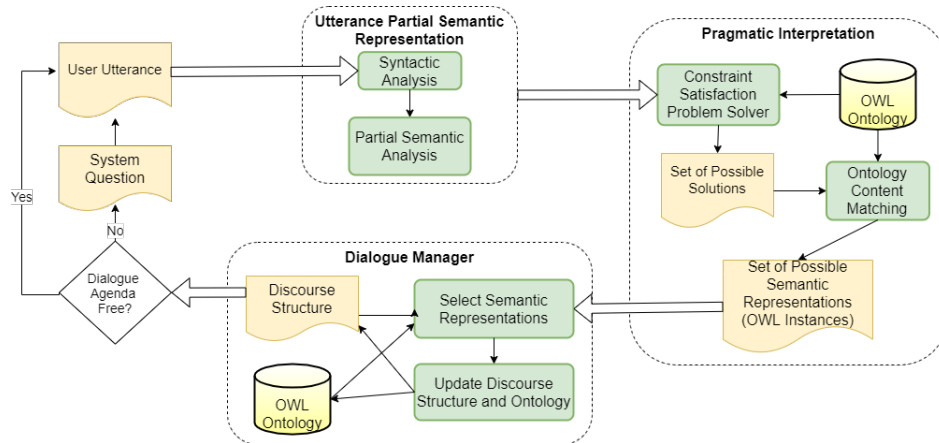 Utterance Partial Semantic
Representation
User Utterance
Syntactic
Analysis
Partial Semantic
Analysis
Pragmatic Interpretation
Constraint
Satisfaction
Problem Solver
OWL
Ontology
Set of Possible
Solutions
Ontology
Content
Matching
Set of Possible
Semantic
Representations
(OWL Instances)
System
Question
Yes
No
Dialogue
Agenda
Free?
Dialogue Manager
Discourse
Structure
Select Semantic
Representations
OWL
Ontology
Update Discourse
Structure and Ontology